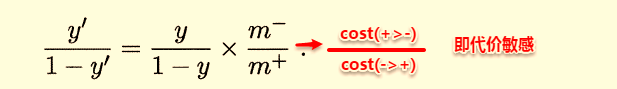 y′/(1 − y′) = y/(1 − y) × m⁻/m⁺ . → cost(+>-)/cost(->+) 即代价敏感